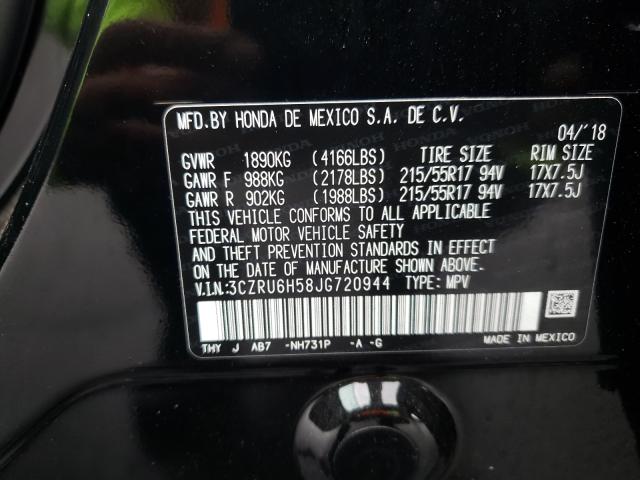 MFD.BY HONDA DE MEXICO S.A. DE C.V.
04/'18
GVWR 1890KG (4166LBS) TIRE SIZE RIM SIZE
GAWR F 988KG (2178LBS) 215/55R17 94V 17X7.5J
GAWR R 902KG (1988LBS) 215/55R17 94V 17X7.5J
THIS VEHICLE CONFORMS TO ALL APPLICABLE
FEDERAL MOTOR VEHICLE SAFETY
AND THEFT PREVENTION STANDARDS IN EFFECT
ON THE DATE OF MANUFACTURE SHOWN ABOVE.
V.I.N:3CZRU6H58JG720944 TYPE: MPV
THY J AB7 -NH731P -A -G MADE IN MEXICO